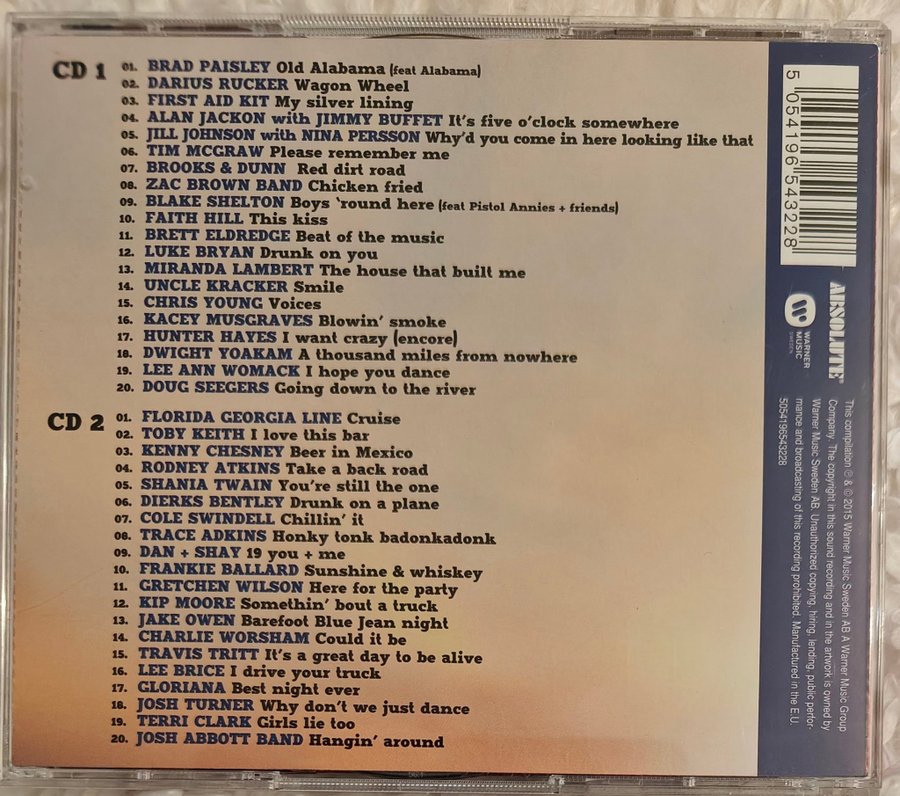 CD 1
01. BRAD PAISLEY Old Alabama (feat Alabama)
02. DARIUS RUCKER Wagon Wheel
03. FIRST AID KIT My silver lining
04. ALAN JACKON with JIMMY BUFFET It's five o'clock somewhere
05. JILL JOHNSON with NINA PERSSON Why'd you come in here looking like that
06. TIM MCGRAW Please remember me
07. BROOKS & DUNN Red dirt road
08. ZAC BROWN BAND Chicken fried
09. BLAKE SHELTON Boys 'round here (feat Pistol Annies + friends)
10. FAITH HILL This kiss
11. BRETT ELDREDGE Beat of the music
12. LUKE BRYAN Drunk on you
13. MIRANDA LAMBERT The house that built me
14. UNCLE KRACKER Smile
15. CHRIS YOUNG Voices
16. KACEY MUSGRAVES Blowin' smoke
17. HUNTER HAYES I want crazy (encore)
18. DWIGHT YOAKAM A thousand miles from nowhere
19. LEE ANN WOMACK I hope you dance
20. DOUG SEEGERS Going down to the river
CD 2
01. FLORIDA GEORGIA LINE Cruise
02. TOBY KEITH I love this bar
03. KENNY CHESNEY Beer in Mexico
04. RODNEY ATKINS Take a back road
05. SHANIA TWAIN You're still the one
06. DIERKS BENTLEY Drunk on a plane
07. COLE SWINDELL Chillin' it
08. TRACE ADKINS Honky tonk badonkadonk
09. DAN + SHAY 19 you + me
10. FRANKIE BALLARD Sunshine & whiskey
11. GRETCHEN WILSON Here for the party
12. KIP MOORE Somethin' bout a truck
13. JAKE OWEN Barefoot Blue Jean night
14. CHARLIE WORSHAM Could it be
15. TRAVIS TRITT It's a great day to be alive
16. LEE BRICE I drive your truck
17. GLORIANA Best night ever
18. JOSH TURNER Why don't we just dance
19. TERRI CLARK Girls lie too
20. JOSH ABBOTT BAND Hangin' around
5 054196 543228
ABSOLUTE®
WARNER
MUSIC
SWEDEN
This compilation ℗ & © 2015 Warner Music Sweden AB A Warner Music Group
Company. The copyright in this sound recording and in the artwork is owned by
Warner Music Sweden AB. Unauthorized copying, hiring, lending, public perfor-
mance and broadcasting of this recording prohibited. Manufactured in the E.U.
5054196543228